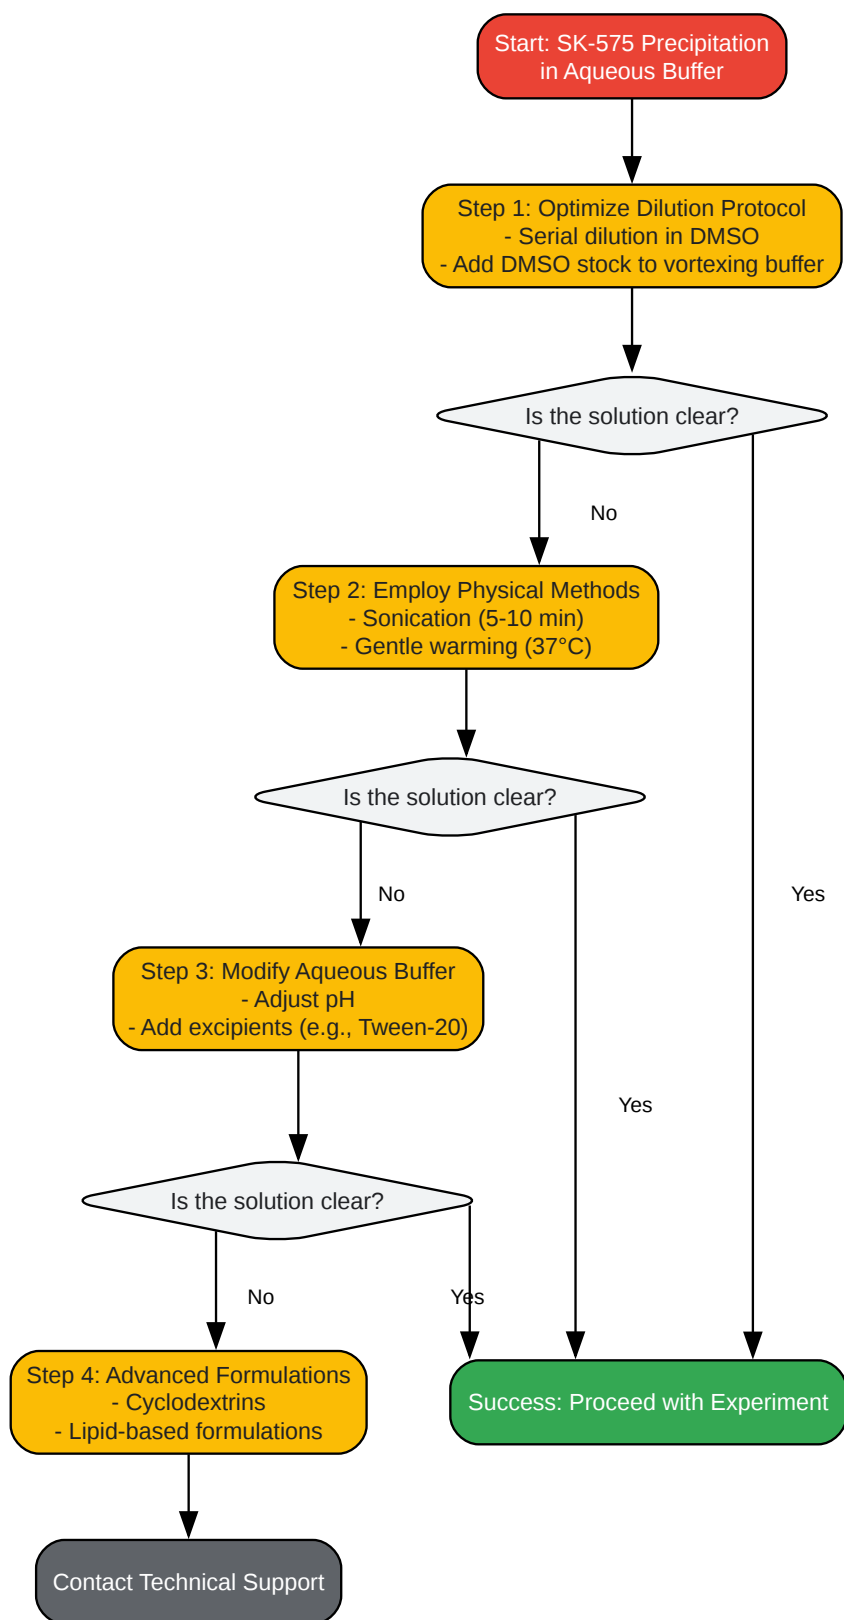 Start: SK-575 Precipitation
in Aqueous Buffer
Step 1: Optimize Dilution Protocol
- Serial dilution in DMSO
- Add DMSO stock to vortexing buffer
Is the solution clear?
No
Step 2: Employ Physical Methods
- Sonication (5-10 min)
- Gentle warming (37°C)
Is the solution clear?
No
Yes
Step 3: Modify Aqueous Buffer
- Adjust pH
- Add excipients (e.g., Tween-20)
Yes
Is the solution clear?
No
Yes
Step 4: Advanced Formulations
- Cyclodextrins
- Lipid-based formulations
Success: Proceed with Experiment
Contact Technical Support